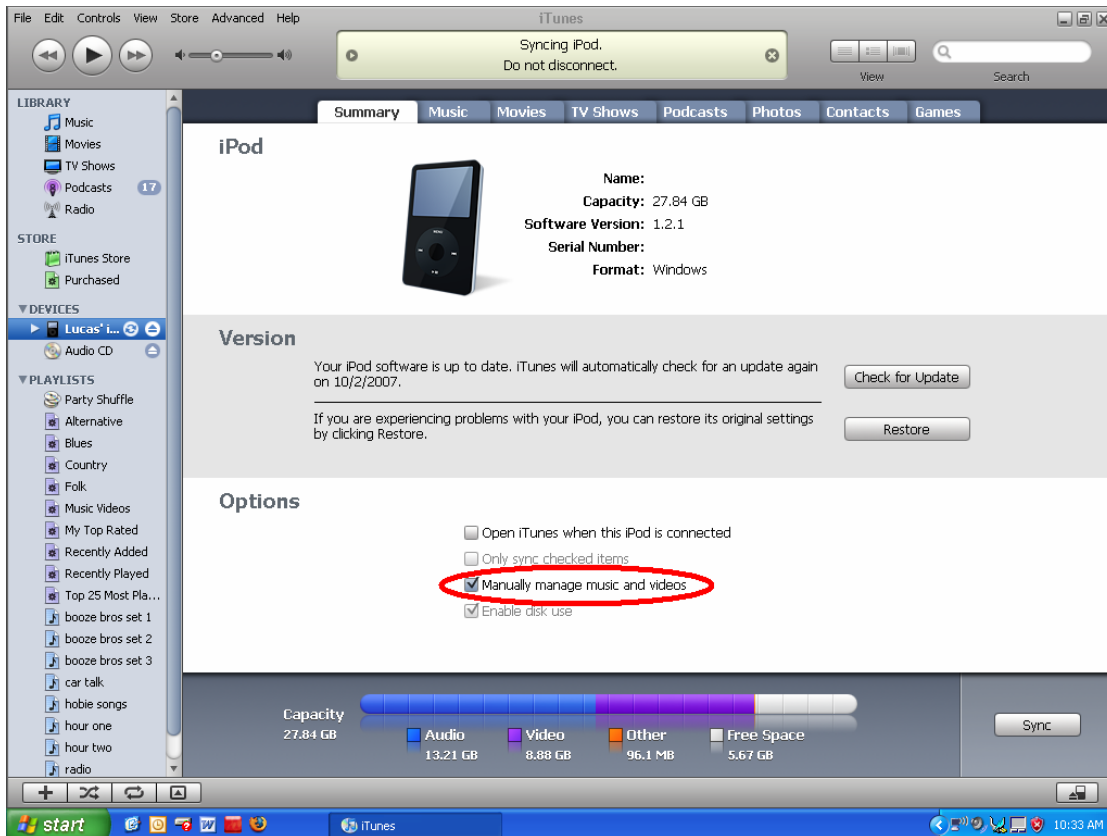 File Edit Controls View Store Advanced Help
iTunes
Syncing iPod.
Do not disconnect.
View
Search
LIBRARY
Music
Movies
TV Shows
Podcasts 17
Radio
STORE
iTunes Store
Purchased
DEVICES
Lucas' i...
Audio CD
PLAYLISTS
Party Shuffle
Alternative
Blues
Country
Folk
Music Videos
My Top Rated
Recently Added
Recently Played
Top 25 Most Pla...
booze bros set 1
booze bros set 2
booze bros set 3
car talk
hobie songs
hour one
hour two
radio
Summary Music Movies TV Shows Podcasts Photos Contacts Games
iPod
MENU
Name:
Capacity: 27.84 GB
Software Version: 1.2.1
Serial Number:
Format: Windows
Version
Your iPod software is up to date. iTunes will automatically check for an update again
on 10/2/2007.
Check for Update
If you are experiencing problems with your iPod, you can restore its original settings
by clicking Restore.
Restore
Options
Open iTunes when this iPod is connected
Only sync checked items
Manually manage music and videos
Enable disk use
Capacity
27.84 GB
Audio
13.21 GB
Video
8.88 GB
Other
96.1 MB
Free Space
5.67 GB
Sync
start
iTunes
10:33 AM